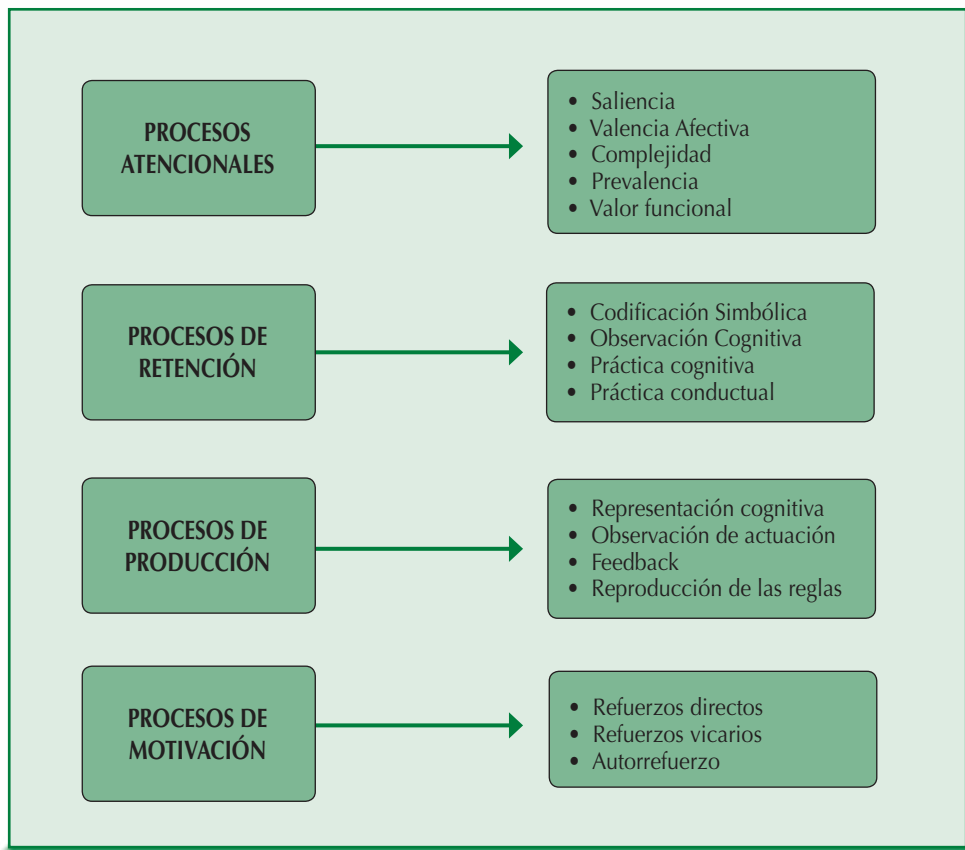 PROCESOS
ATENCIONALES
• Saliencia
• Valencia Afectiva
• Complejidad
• Prevalencia
• Valor funcional
PROCESOS DE
RETENCIÓN
• Codificación Simbólica
• Observación Cognitiva
• Práctica cognitiva
• Práctica conductual
PROCESOS DE
PRODUCCIÓN
• Representación cognitiva
• Observación de actuación
• Feedback
• Reproducción de las reglas
PROCESOS DE
MOTIVACIÓN
• Refuerzos directos
• Refuerzos vicarios
• Autorrefuerzo